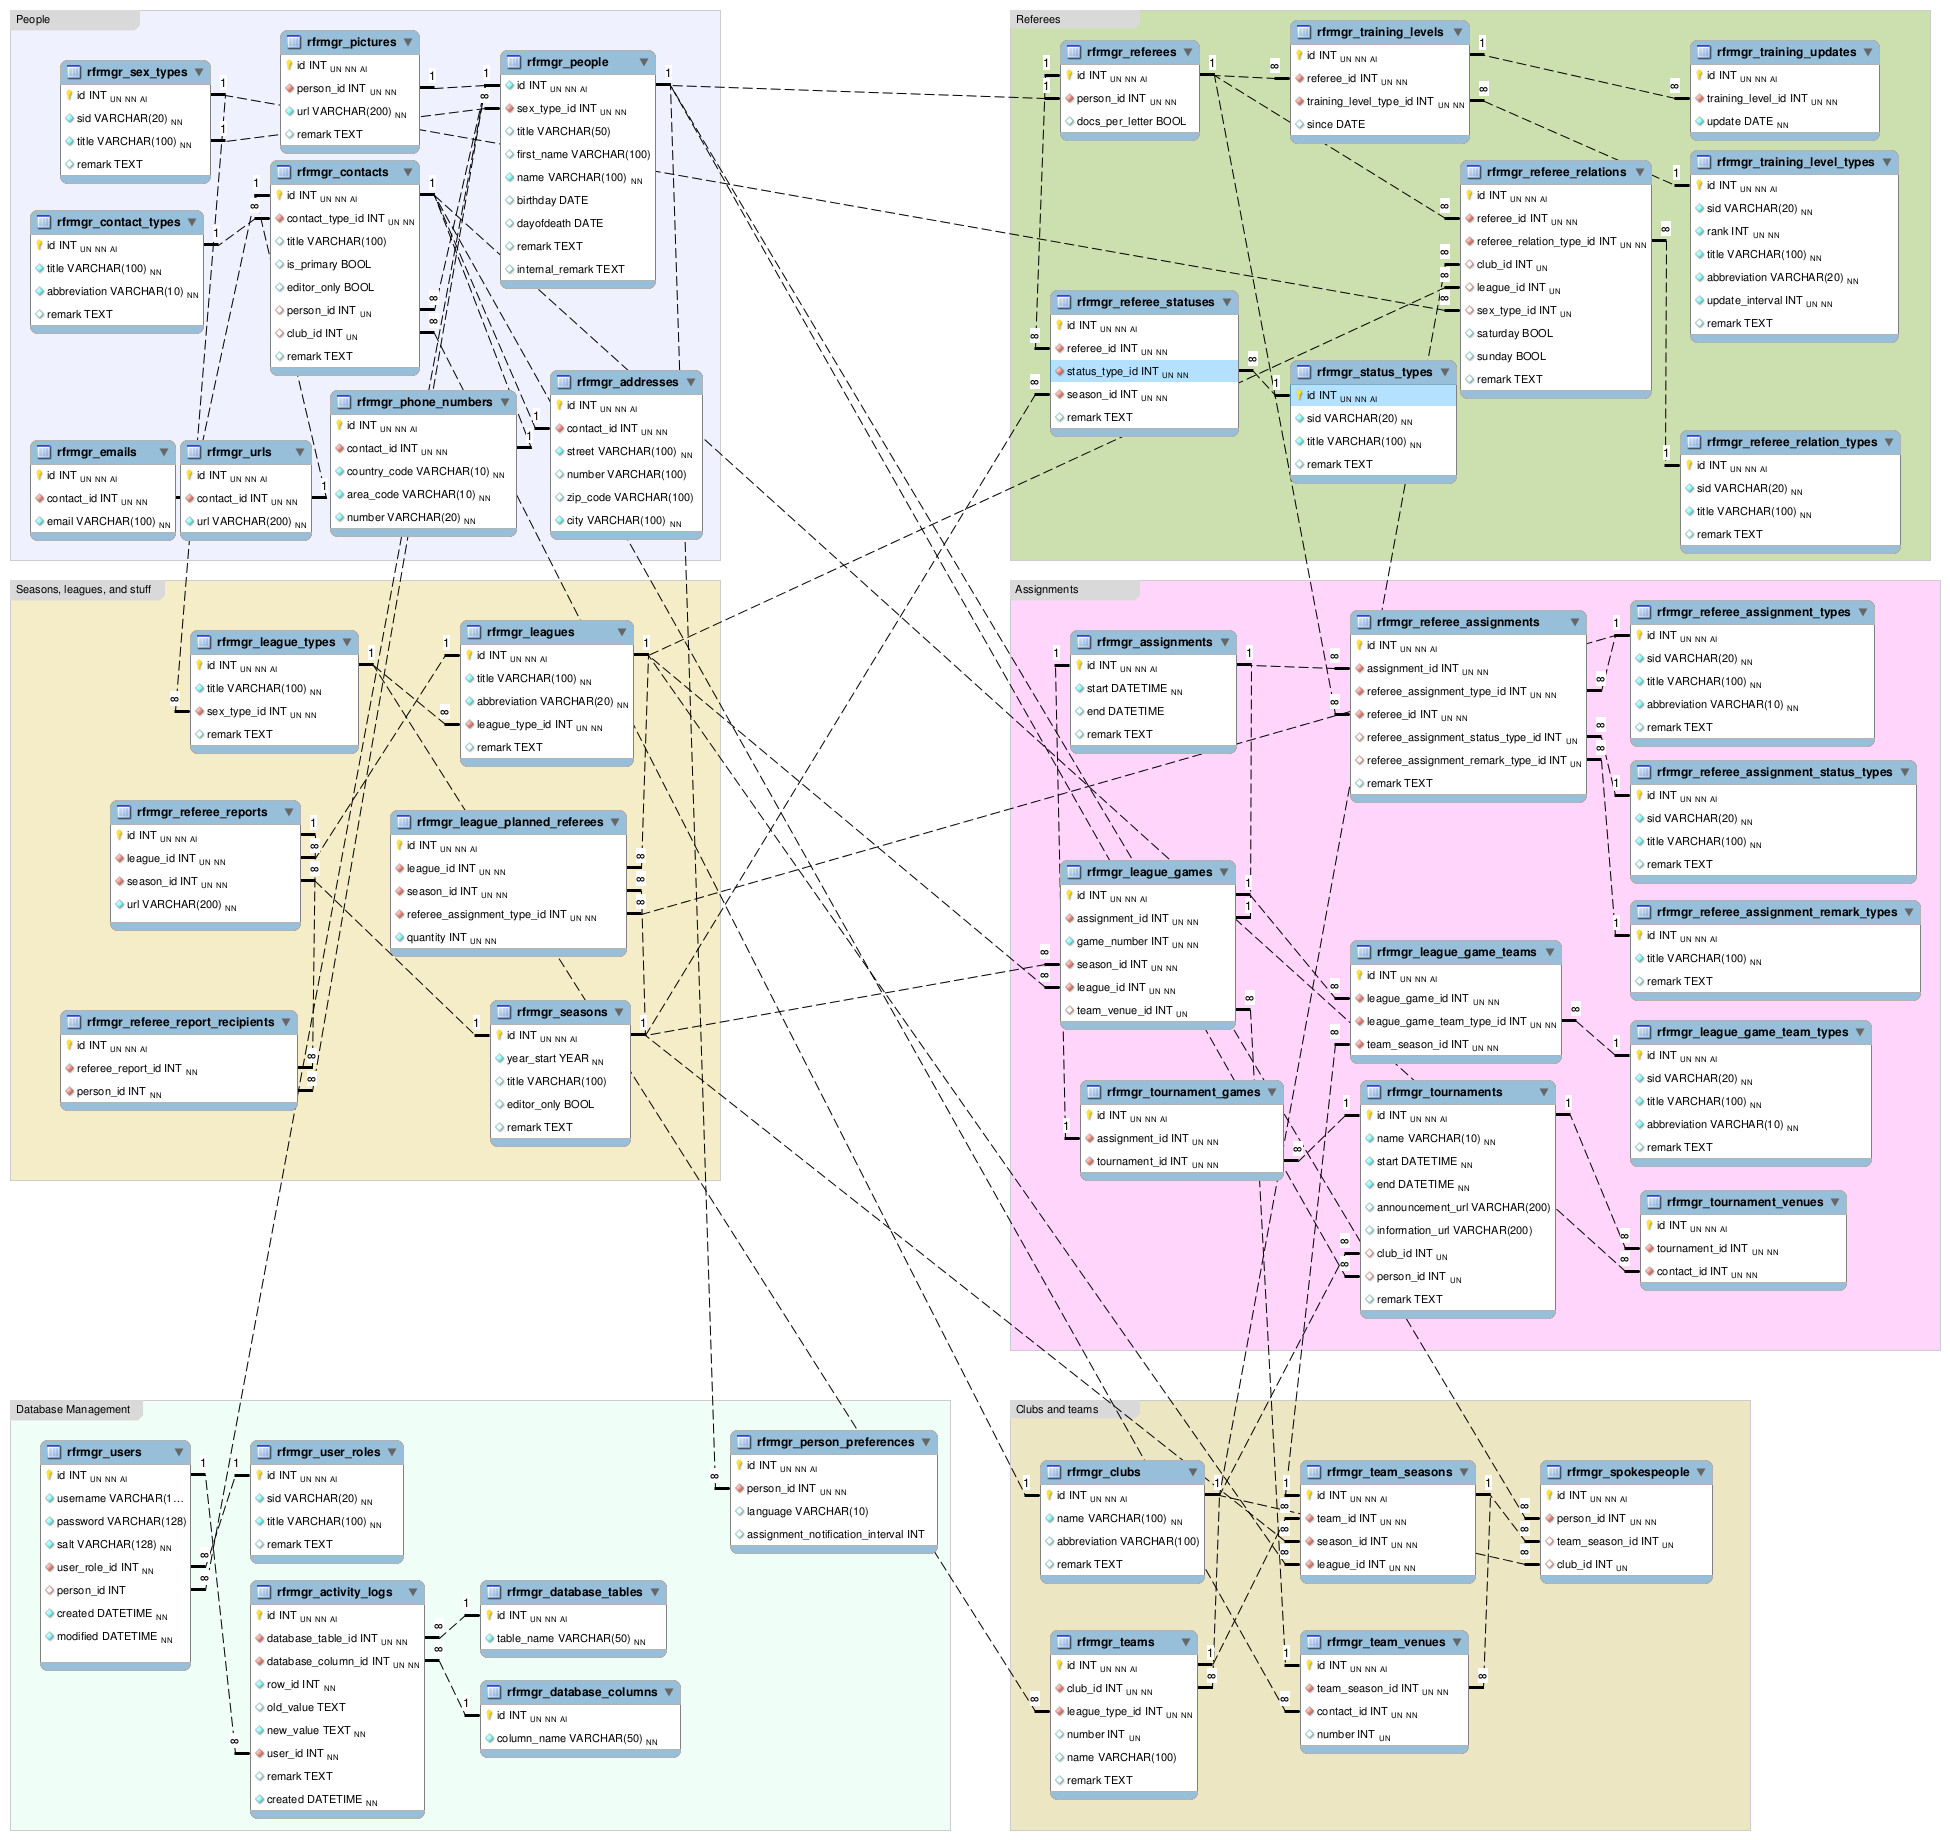 People
rfrmgr_sex_types
id INT UN NN AI
sid VARCHAR(20) NN
title VARCHAR(100) NN
remark TEXT
rfrmgr_pictures
id INT UN NN AI
person_id INT UN NN
url VARCHAR(200) NN
remark TEXT
rfrmgr_people
id INT UN NN AI
sex_type_id INT UN NN
title VARCHAR(50)
first_name VARCHAR(100)
name VARCHAR(100) NN
birthday DATE
dayofdeath DATE
remark TEXT
internal_remark TEXT
rfrmgr_contact_types
id INT UN NN AI
title VARCHAR(100) NN
abbreviation VARCHAR(10) NN
remark TEXT
rfrmgr_contacts
id INT UN NN AI
contact_type_id INT UN NN
title VARCHAR(100)
is_primary BOOL
editor_only BOOL
person_id INT UN
club_id INT UN
remark TEXT
rfrmgr_emails
id INT UN NN AI
contact_id INT UN NN
email VARCHAR(100) NN
rfrmgr_urls
id INT UN NN AI
contact_id INT UN NN
url VARCHAR(200) NN
rfrmgr_phone_numbers
id INT UN NN AI
contact_id INT UN NN
country_code VARCHAR(10) NN
area_code VARCHAR(10) NN
number VARCHAR(20) NN
rfrmgr_addresses
id INT UN NN AI
contact_id INT UN NN
street VARCHAR(100) NN
number VARCHAR(100)
zip_code VARCHAR(100)
city VARCHAR(100) NN
Referees
rfrmgr_referees
id INT UN NN AI
person_id INT UN NN
docs_per_letter BOOL
rfrmgr_training_levels
id INT UN NN AI
referee_id INT UN NN
training_level_type_id INT UN NN
since DATE
rfrmgr_training_updates
id INT UN NN AI
training_level_id INT UN NN
update DATE NN
rfrmgr_training_level_types
id INT UN NN AI
sid VARCHAR(20) NN
rank INT UN NN
title VARCHAR(100) NN
abbreviation VARCHAR(20) NN
update_interval INT UN NN
remark TEXT
rfrmgr_referee_relations
id INT UN NN AI
referee_id INT UN NN
referee_relation_type_id INT UN NN
club_id INT UN
league_id INT UN
sex_type_id INT UN
saturday BOOL
sunday BOOL
remark TEXT
rfrmgr_referee_statuses
id INT UN NN AI
referee_id INT UN NN
status_type_id INT UN NN
season_id INT UN NN
remark TEXT
rfrmgr_status_types
id INT UN NN AI
sid VARCHAR(20) NN
title VARCHAR(100) NN
remark TEXT
rfrmgr_referee_relation_types
id INT UN NN AI
sid VARCHAR(20) NN
title VARCHAR(100) NN
remark TEXT
Seasons, leagues, and stuff
rfrmgr_league_types
id INT UN NN AI
title VARCHAR(100) NN
sex_type_id INT UN NN
remark TEXT
rfrmgr_leagues
id INT UN NN AI
title VARCHAR(100) NN
abbreviation VARCHAR(20) NN
league_type_id INT UN NN
remark TEXT
rfrmgr_referee_reports
id INT UN NN AI
league_id INT UN NN
season_id INT UN NN
url VARCHAR(200) NN
rfrmgr_league_planned_referees
id INT UN NN AI
league_id INT UN NN
season_id INT UN NN
referee_assignment_type_id INT UN NN
quantity INT UN NN
rfrmgr_referee_report_recipients
id INT UN NN AI
referee_report_id INT NN
person_id INT NN
rfrmgr_seasons
id INT UN NN AI
year_start YEAR NN
title VARCHAR(100)
editor_only BOOL
remark TEXT
Assignments
rfrmgr_assignments
id INT UN NN AI
start DATETIME NN
end DATETIME
remark TEXT
rfrmgr_referee_assignments
id INT UN NN AI
assignment_id INT UN NN
referee_assignment_type_id INT UN NN
referee_id INT UN NN
referee_assignment_status_type_id INT UN
referee_assignment_remark_type_id INT UN
remark TEXT
rfrmgr_referee_assignment_types
id INT UN NN AI
sid VARCHAR(20) NN
title VARCHAR(100) NN
abbreviation VARCHAR(10) NN
remark TEXT
rfrmgr_referee_assignment_status_types
id INT UN NN AI
sid VARCHAR(20) NN
title VARCHAR(100) NN
remark TEXT
rfrmgr_referee_assignment_remark_types
id INT UN NN AI
title VARCHAR(100) NN
remark TEXT
rfrmgr_league_games
id INT UN NN AI
assignment_id INT UN NN
game_number INT UN NN
season_id INT UN NN
league_id INT UN NN
team_venue_id INT UN
rfrmgr_league_game_teams
id INT UN NN AI
league_game_id INT UN NN
league_game_team_type_id INT UN NN
team_season_id INT UN NN
rfrmgr_league_game_team_types
id INT UN NN AI
sid VARCHAR(20) NN
title VARCHAR(100) NN
abbreviation VARCHAR(10) NN
remark TEXT
rfrmgr_tournament_games
id INT UN NN AI
assignment_id INT UN NN
tournament_id INT UN NN
rfrmgr_tournaments
id INT UN NN AI
name VARCHAR(10) NN
start DATETIME NN
end DATETIME NN
announcement_url VARCHAR(200)
information_url VARCHAR(200)
club_id INT UN
person_id INT UN
remark TEXT
rfrmgr_tournament_venues
id INT UN NN AI
tournament_id INT UN NN
contact_id INT UN NN
Database Management
rfrmgr_users
id INT UN NN AI
username VARCHAR(1...
password VARCHAR(128)
salt VARCHAR(128) NN
user_role_id INT NN
person_id INT
created DATETIME NN
modified DATETIME NN
rfrmgr_user_roles
id INT UN NN AI
sid VARCHAR(20) NN
title VARCHAR(100) NN
remark TEXT
rfrmgr_activity_logs
id INT UN NN AI
database_table_id INT UN NN
database_column_id INT UN NN
row_id INT NN
old_value TEXT
new_value TEXT NN
user_id INT NN
remark TEXT
created DATETIME NN
rfrmgr_database_tables
id INT UN NN AI
table_name VARCHAR(50) NN
rfrmgr_database_columns
id INT UN NN AI
column_name VARCHAR(50) NN
rfrmgr_person_preferences
id INT UN NN AI
person_id INT UN NN
language VARCHAR(10)
assignment_notification_interval INT
Clubs and teams
rfrmgr_clubs
id INT UN NN AI
name VARCHAR(100) NN
abbreviation VARCHAR(100)
remark TEXT
rfrmgr_team_seasons
id INT UN NN AI
team_id INT UN NN
season_id INT UN NN
league_id INT UN NN
rfrmgr_spokespeople
id INT UN NN AI
person_id INT UN NN
team_season_id INT UN
club_id INT UN
rfrmgr_teams
id INT UN NN AI
club_id INT UN NN
league_type_id INT UN NN
number INT UN
name VARCHAR(100)
remark TEXT
rfrmgr_team_venues
id INT UN NN AI
team_season_id INT UN NN
contact_id INT UN NN
number INT UN